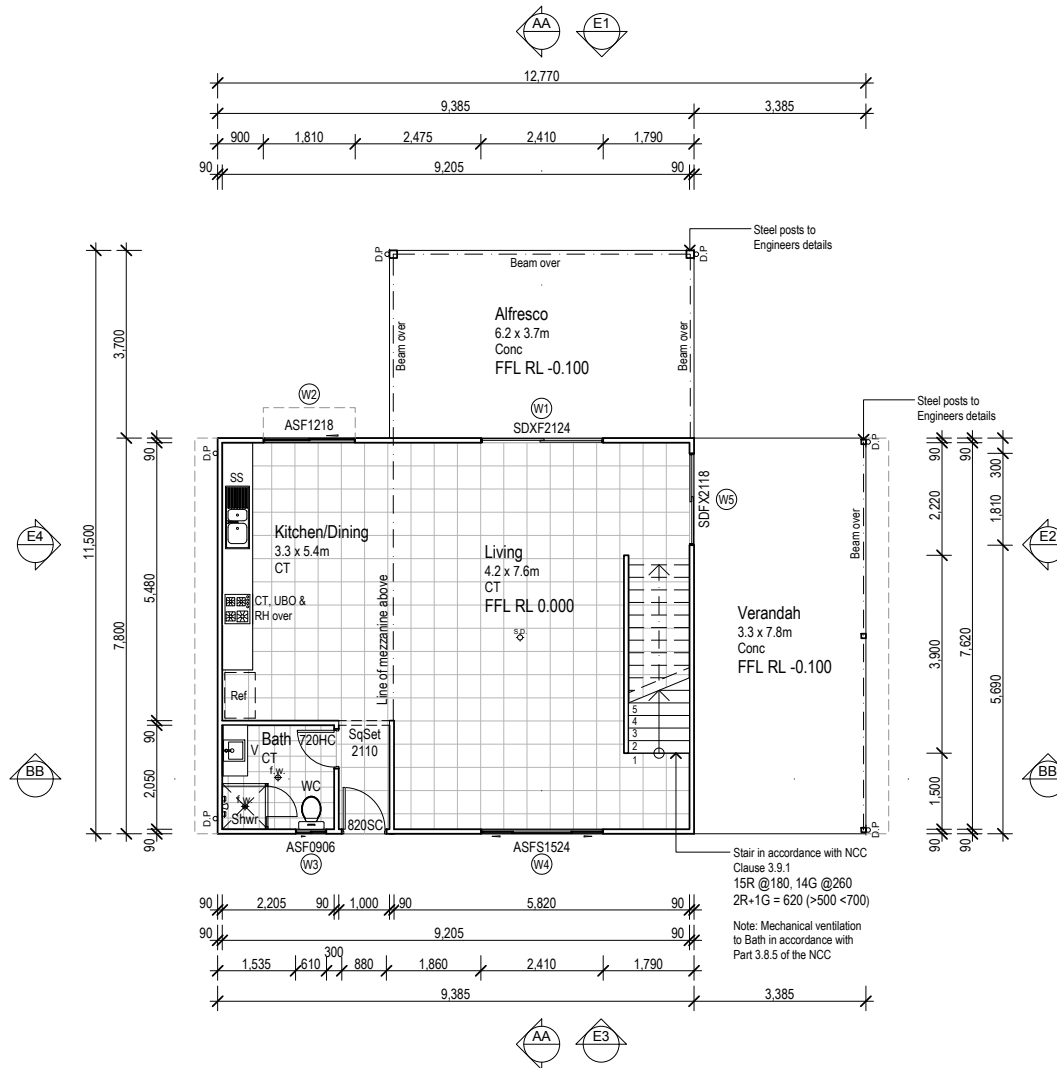 AA
E1
12,770
9,385
3,385
900
1,810
2,475
2,410
1,790
90
9,205
90
Steel posts to
Engineers details
D.P
D.P
Beam over
Alfresco
6.2 x 3.7m
Conc
FFL RL -0.100
Beam over
Beam over
3,700
11,500
7,800
90
5,480
90
2,050
90
W2
ASF1218
W1
SDXF2124
Steel posts to
Engineers details
D.P
D.P
SS
SDFX2118
W5
90
2,220
3,900
1,500
90
90
7,620
90
300
1,810
5,690
E4
E2
Kitchen/Dining
3.3 x 5.4m
CT
Living
4.2 x 7.6m
CT
FFL RL 0.000
S.D.
CT, UBO &
RH over
Line of mezzanine above
Beam over
Verandah
3.3 x 7.8m
Conc
FFL RL -0.100
Ref
5
4
3
2
1
BB
BB
Bath
CT
f.w.
V
720HC
SqSet
2110
WC
f.w.
Shwr
820SC
D.P
D.P
ASF0906
W3
ASFS1524
W4
Stair in accordance with NCC
Clause 3.9.1
15R @180, 14G @260
2R+1G = 620 (>500 <700)
Note: Mechanical ventilation
to Bath in accordance with
Part 3.8.5 of the NCC
90
2,205
90
1,000
90
5,820
90
90
9,205
90
300
1,535
610
880
1,860
2,410
1,790
9,385
3,385
AA
E3